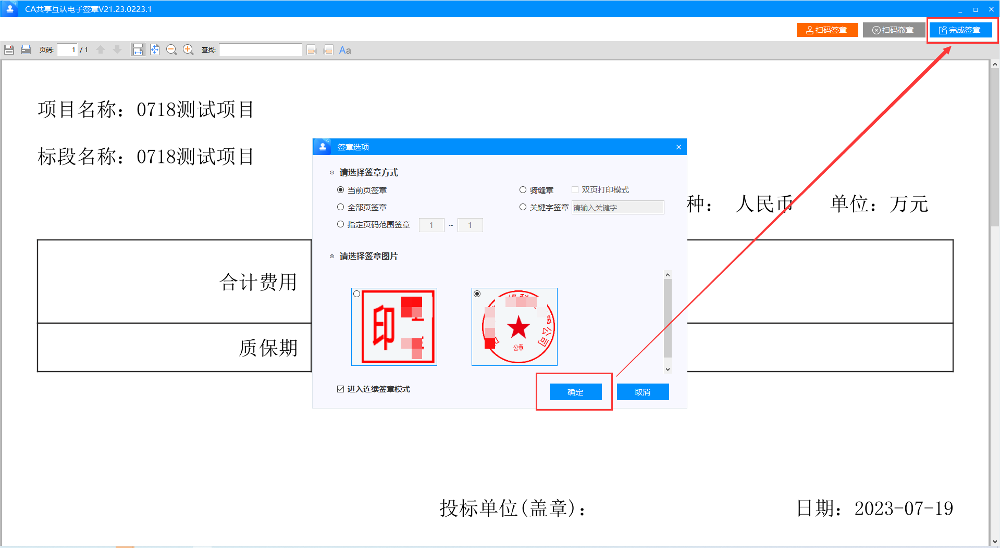 CA共享互认电子签章V21.23.0223.1
扫码签章
扫码撤章
完成签章
页码: 1 / 1
查找:
Aa
项目名称：0718测试项目
标段名称：0718测试项目
种： 人民币 单位：万元
合计费用
质保期
签章选项
请选择签章方式
当前页签章
骑缝章
双页打印模式
全部页签章
关键字签章 请输入关键字
指定页码范围签章 1 ~ 1
请选择签章图片
印
公司
公章
进入连续签章模式
确定
取消
投标单位(盖章)：
日期：2023-07-19